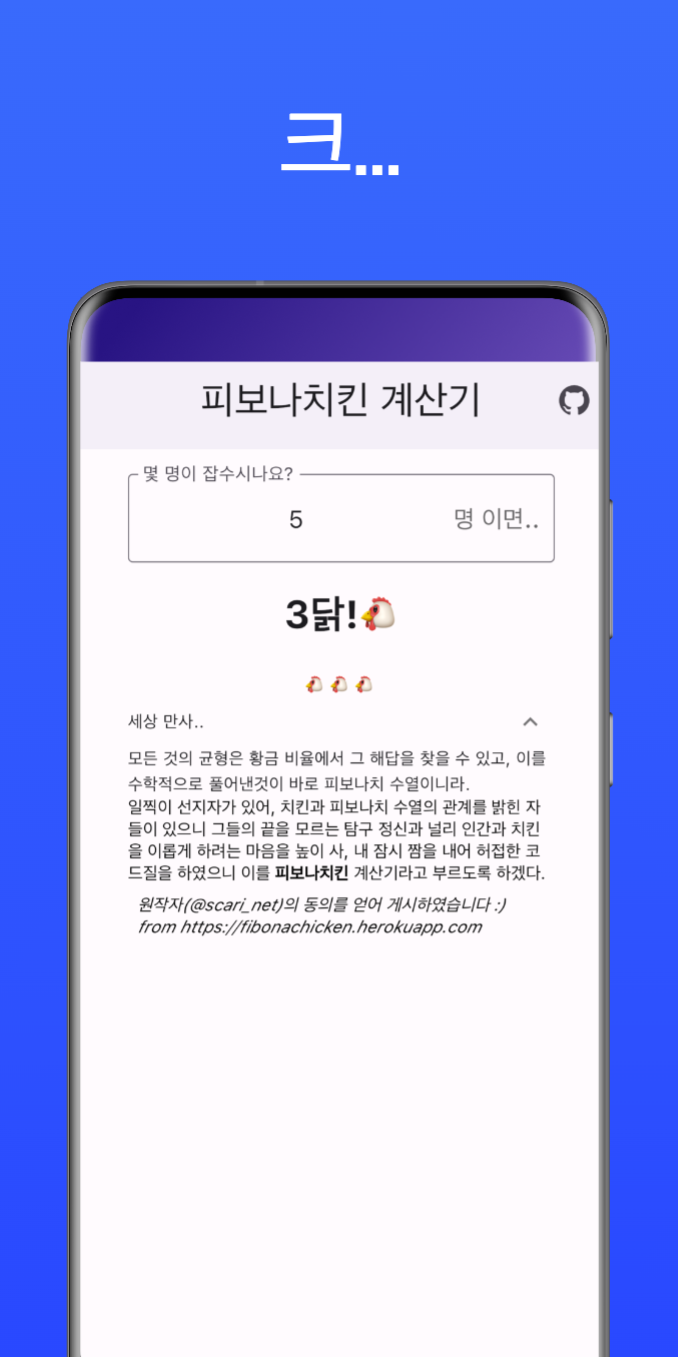 크...
피보나치킨 계산기
몇 명이 잡수시나요?
5 명 이면..
3닭!🐔
🐔🐔🐔
세상 만사..
모든 것의 균형은 황금 비율에서 그 해답을 찾을 수 있고, 이를
수학적으로 풀어낸것이 바로 피보나치 수열이니라.
일찍이 선지자가 있어, 치킨과 피보나치 수열의 관계를 밝힌 자
들이 있으니 그들의 끝을 모르는 탐구 정신과 널리 인간과 치킨
을 이롭게 하려는 마음을 높이 사, 내 잠시 짬을 내어 허접한 코
드질을 하였으니 이를 피보나치킨 계산기라고 부르도록 하겠다.
원작자(@scari_net)의 동의를 얻어 게시하였습니다 :)
from https://fibonachicken.herokuapp.com